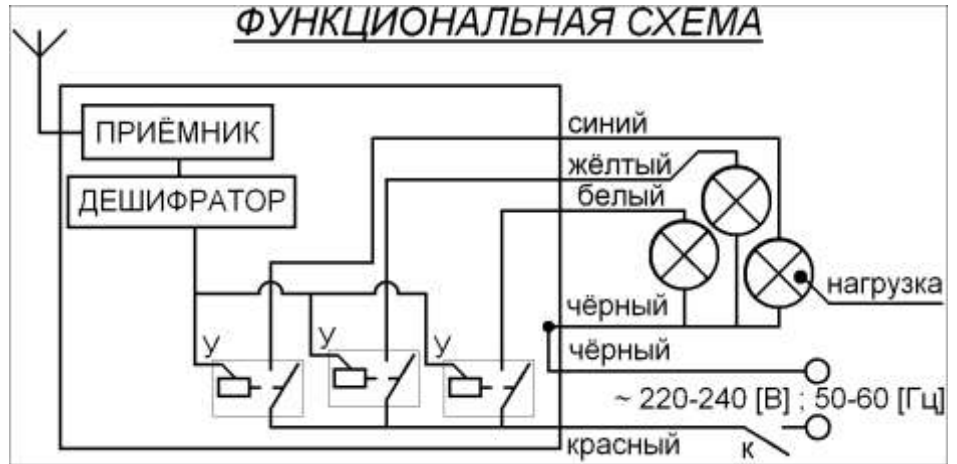 ФУНКЦИОНАЛЬНАЯ СХЕМА
ПРИЁМНИК
ДЕШИФРАТОР
синий
жёлтый
белый
нагрузка
чёрный
чёрный
У
У
У
~ 220-240 [В] ; 50-60 [Гц]
красный
к